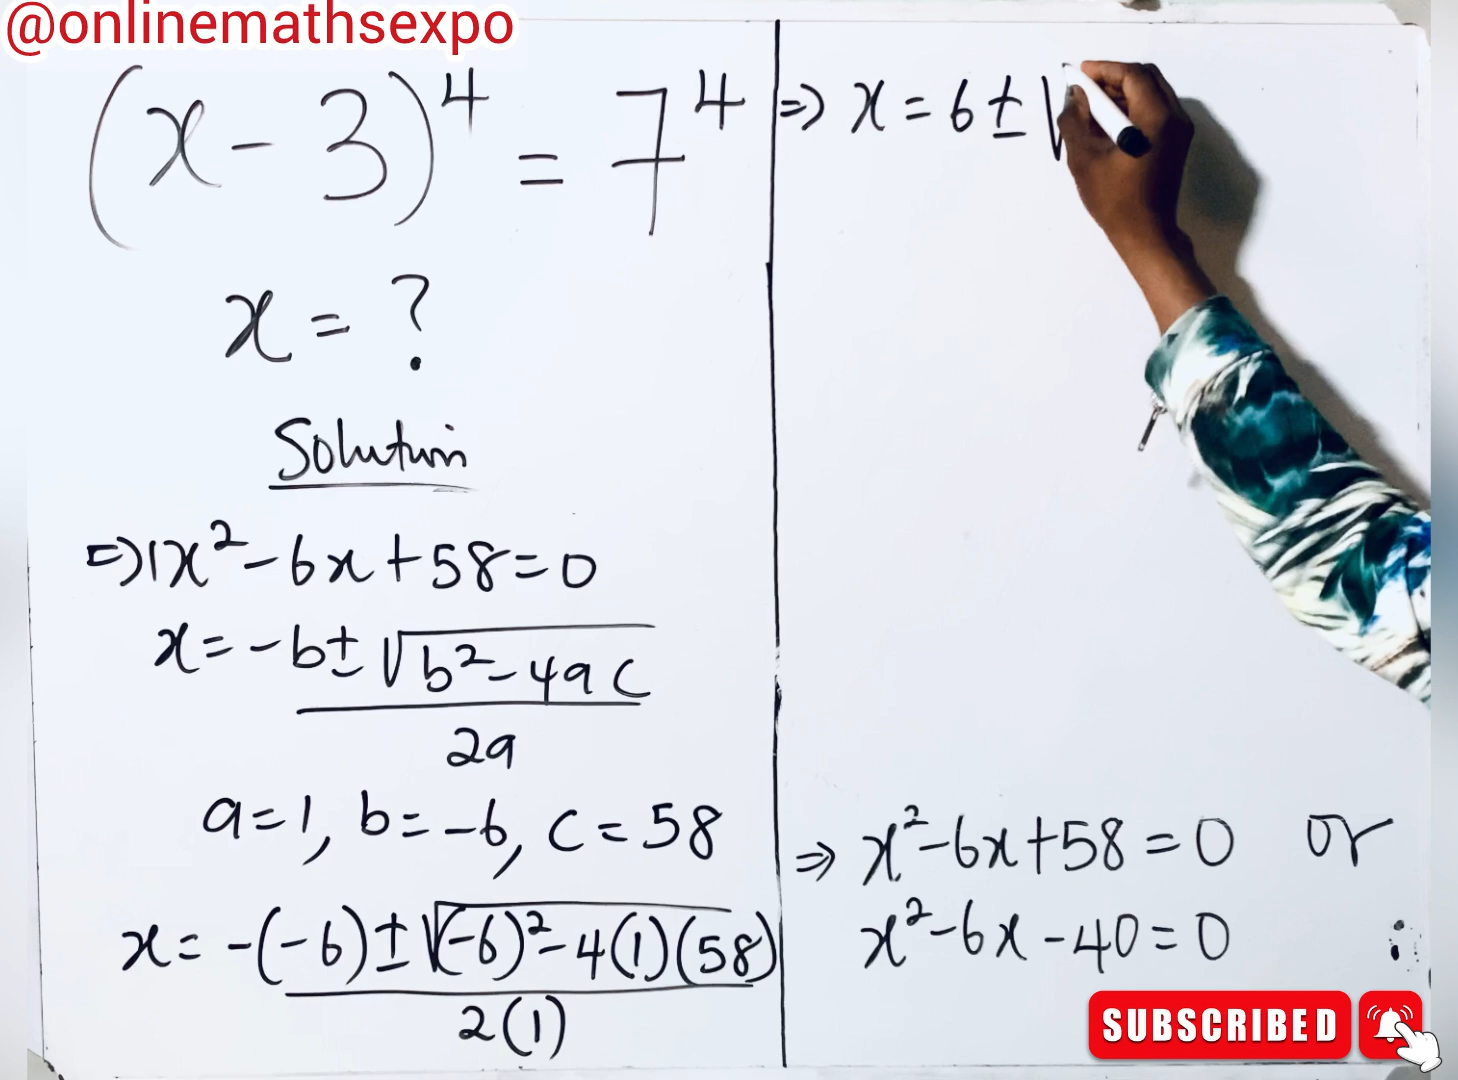 @onlinemathsexpo
(x - 3)⁴ = 7⁴
x = ?
Solution
⇒ 1x² - 6x + 58 = 0
x = -b ± √b² - 4ac
2a
a = 1, b = -6, c = 58
x = -(-6) ± √(-6)² - 4(1)(58)
2(1)
⇒ x = 6 ± √
⇒ x² - 6x + 58 = 0 or
x² - 6x - 40 = 0
SUBSCRIBED